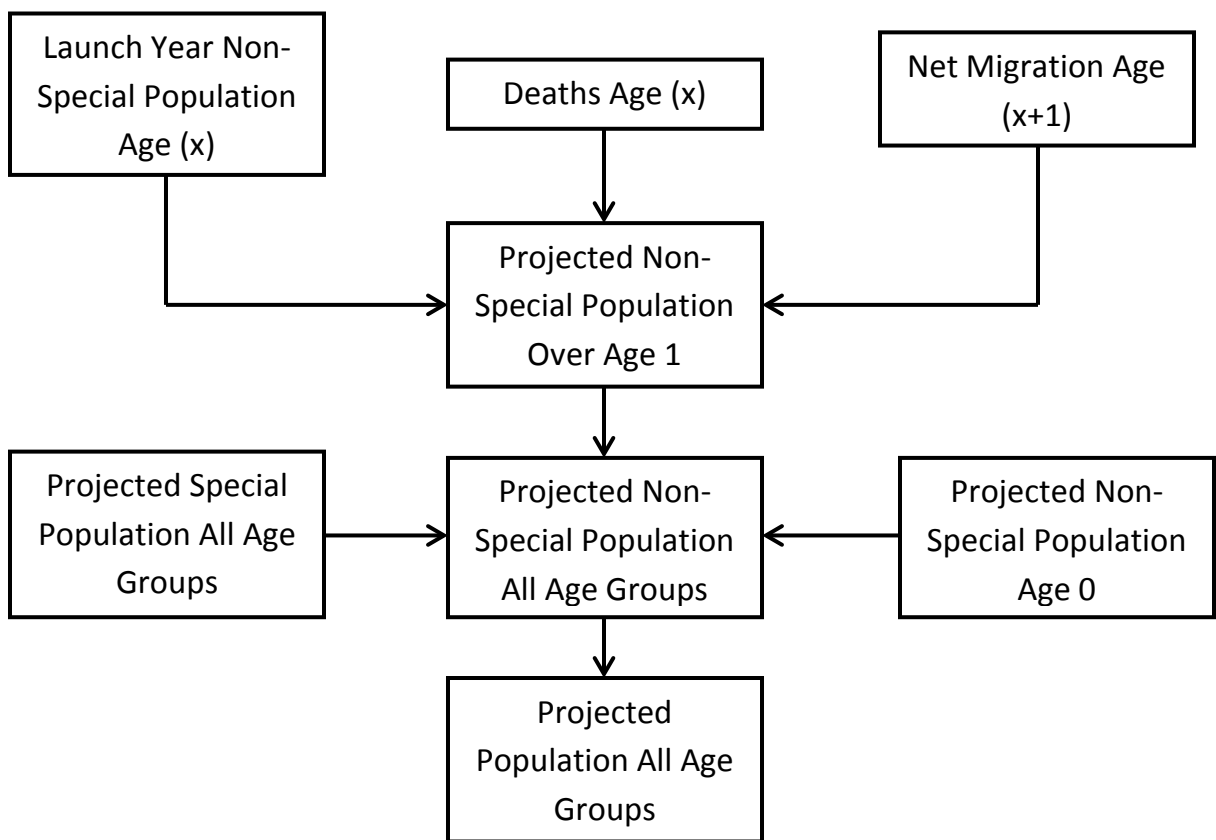 Launch Year Non-
Special Population
Age (x)
Deaths Age (x)
Net Migration Age
(x+1)
Projected Non-
Special Population
Over Age 1
Projected Special
Population All Age
Groups
Projected Non-
Special Population
All Age Groups
Projected Non-
Special Population
Age 0
Projected
Population All Age
Groups